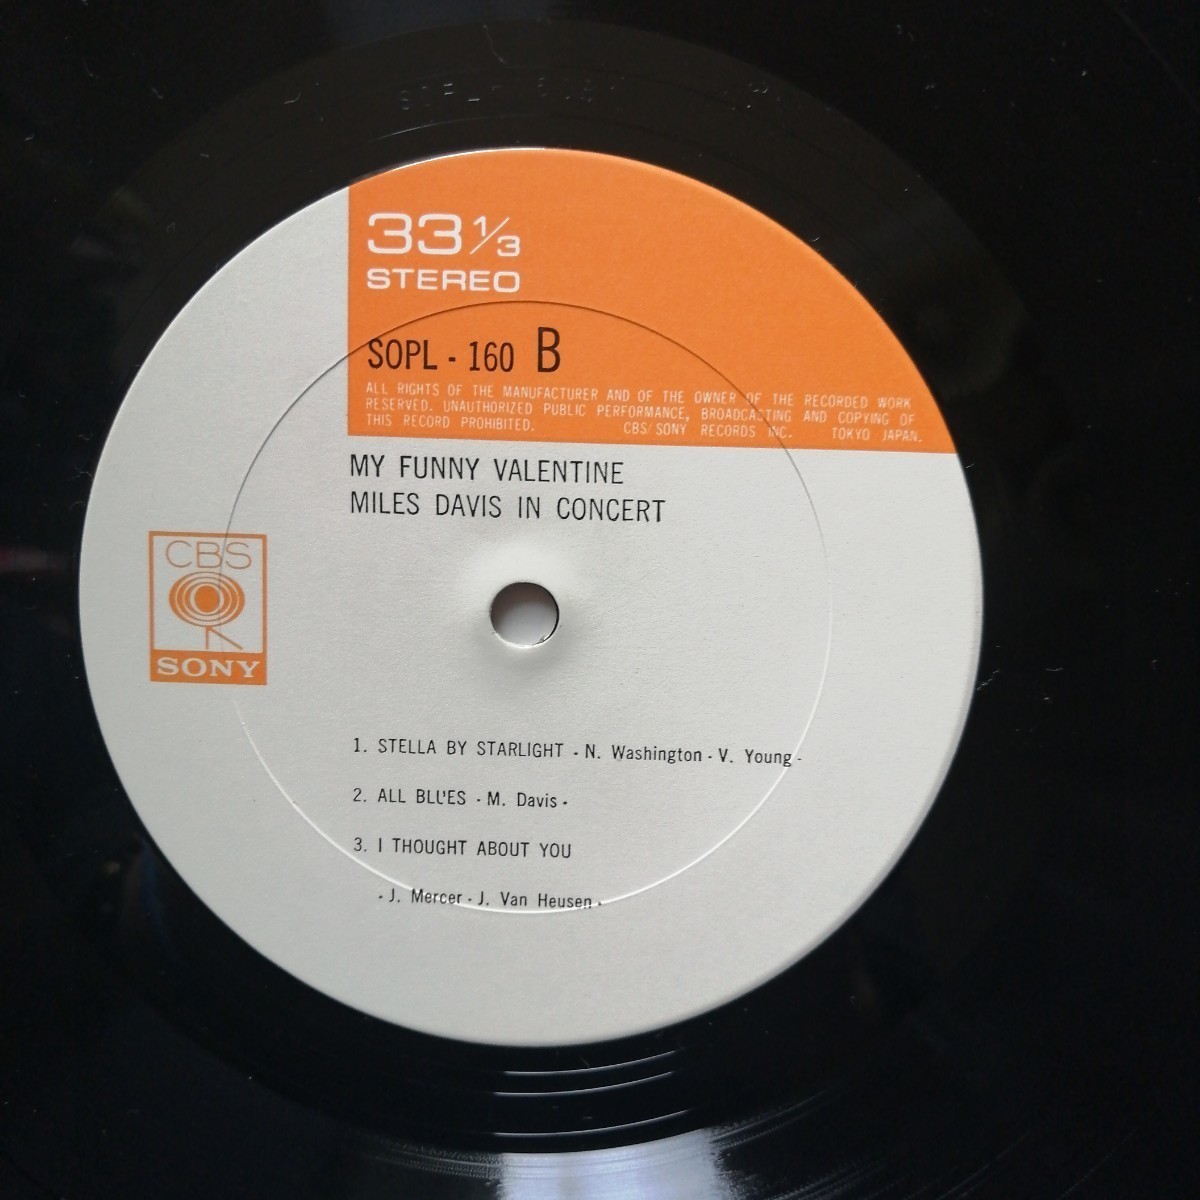 33 1/3
STEREO
SOPL - 160 B
ALL RIGHTS OF THE MANUFACTURER AND OF THE OWNER OF THE RECORDED WORK
RESERVED. UNAUTHORIZED PUBLIC PERFORMANCE, BROADCASTING AND COPYING OF
THIS RECORD PROHIBITED. CBS/SONY RECORDS INC. TOKYO JAPAN.
MY FUNNY VALENTINE
MILES DAVIS IN CONCERT
CBS
SONY
1. STELLA BY STARLIGHT - N. Washington - V. Young -
2. ALL BLUES - M. Davis -
3. I THOUGHT ABOUT YOU
- J. Mercer - J. Van Heusen -